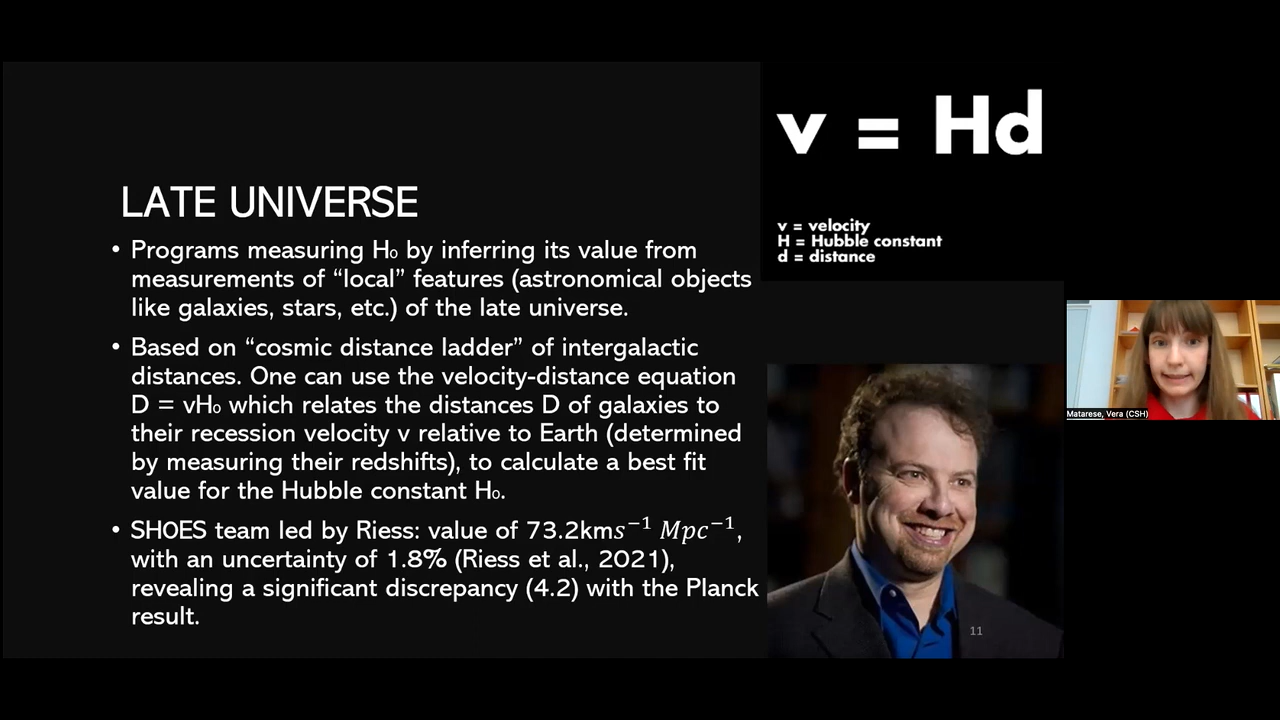 LATE UNIVERSE
• Programs measuring H₀ by inferring its value from
measurements of “local” features (astronomical objects
like galaxies, stars, etc.) of the late universe.
• Based on “cosmic distance ladder” of intergalactic
distances. One can use the velocity-distance equation
D = vH₀ which relates the distances D of galaxies to
their recession velocity v relative to Earth (determined
by measuring their redshifts), to calculate a best fit
value for the Hubble constant H₀.
• SHOES team led by Riess: value of 73.2kms⁻¹ Mpc⁻¹,
with an uncertainty of 1.8% (Riess et al., 2021),
revealing a significant discrepancy (4.2) with the Planck
result.
v = Hd
v = velocity
H = Hubble constant
d = distance
11
Matarese, Vera (CSH)